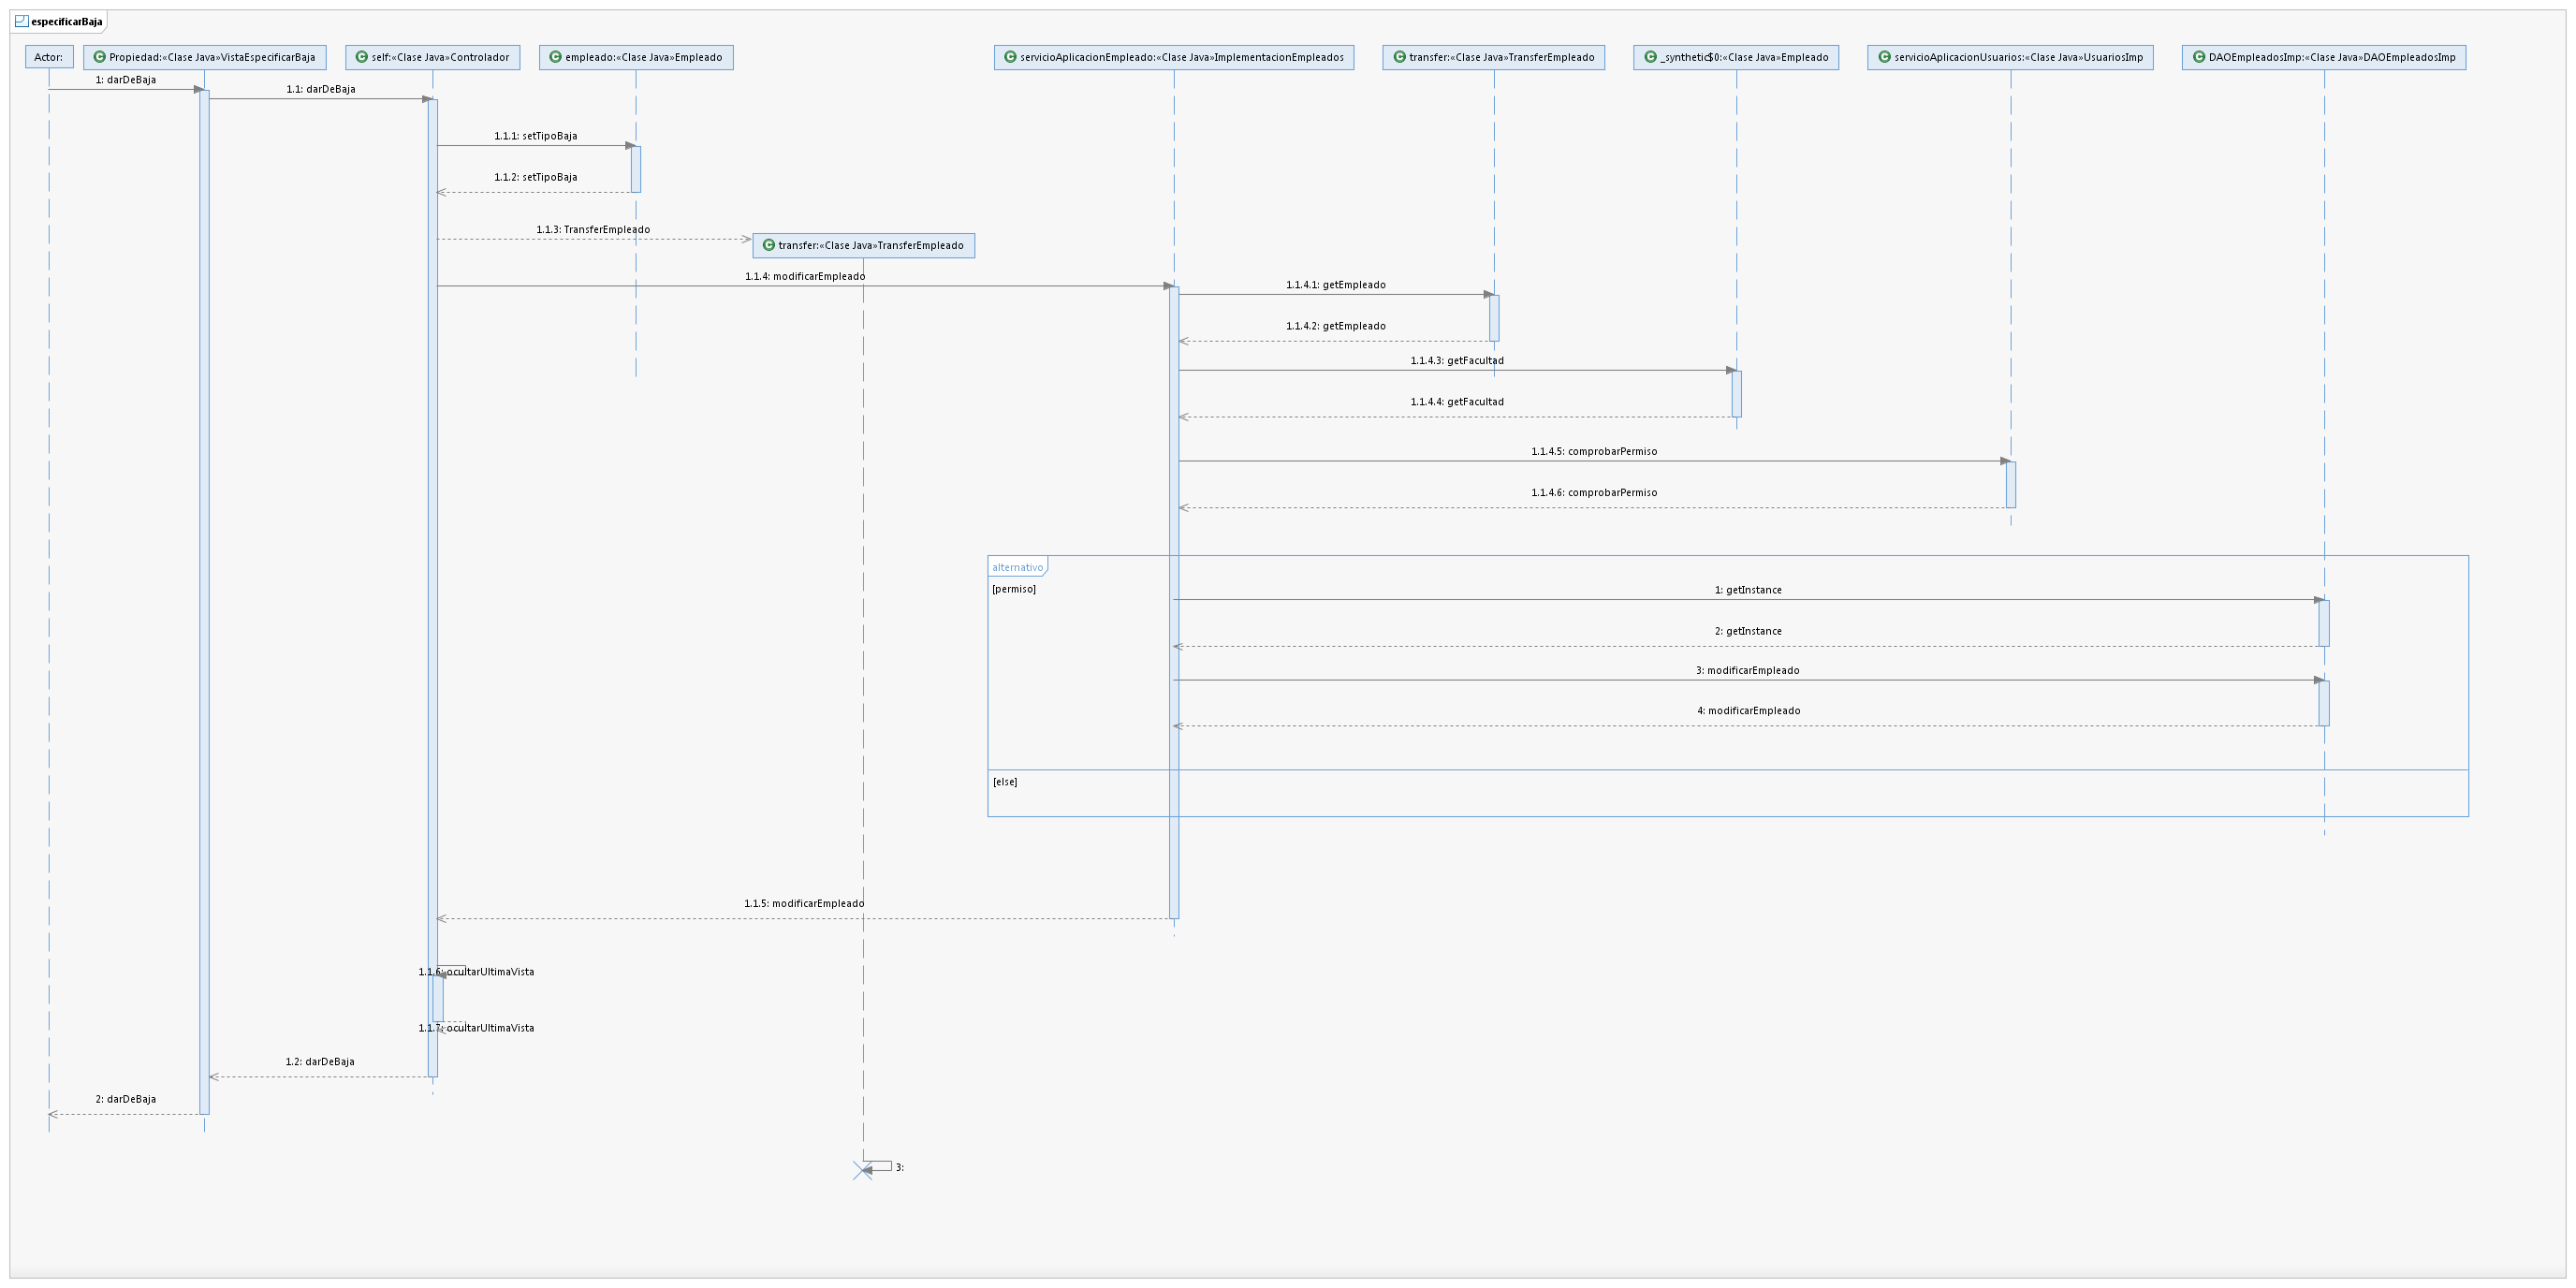 especificarBaja
Actor:
Propiedad:«Clase Java»VistaEspecificarBaja
self:«Clase Java»Controlador
empleado:«Clase Java»Empleado
servicioAplicacionEmpleado:«Clase Java»ImplementacionEmpleados
transfer:«Clase Java»TransferEmpleado
_synthetic$0:«Clase Java»Empleado
servicioAplicacionUsuarios:«Clase Java»UsuariosImp
DAOEmpleadosImp:«Clase Java»DAOEmpleadosImp
1: darDeBaja
1.1: darDeBaja
1.1.1: setTipoBaja
1.1.2: setTipoBaja
1.1.3: TransferEmpleado
transfer:«Clase Java»TransferEmpleado
1.1.4: modificarEmpleado
1.1.4.1: getEmpleado
1.1.4.2: getEmpleado
1.1.4.3: getFacultad
1.1.4.4: getFacultad
1.1.4.5: comprobarPermiso
1.1.4.6: comprobarPermiso
alternativo
[permiso]
1: getInstance
2: getInstance
3: modificarEmpleado
4: modificarEmpleado
[else]
1.1.5: modificarEmpleado
1.1.6: ocultarUltimaVista
1.1.7: ocultarUltimaVista
1.2: darDeBaja
2: darDeBaja
3: